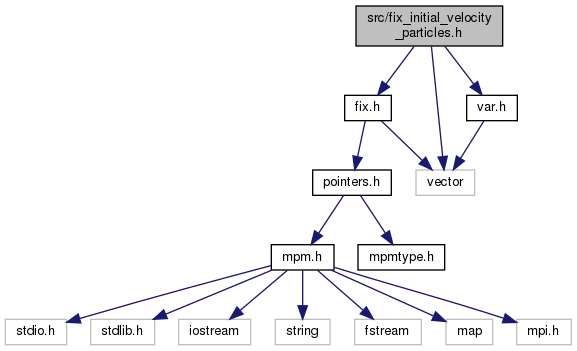 src/fix_initial_velocity
_particles.h
fix.h
var.h
pointers.h
vector
mpm.h
mpmtype.h
stdio.h
stdlib.h
iostream
string
fstream
map
mpi.h